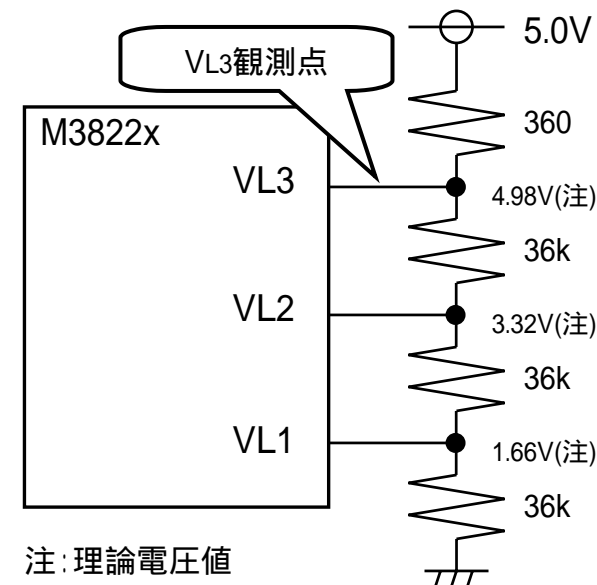 5.0V
VL3観測点
360
M3822x
VL3
4.98V(注)
36k
VL2
3.32V(注)
36k
VL1
1.66V(注)
36k
注:理論電圧値